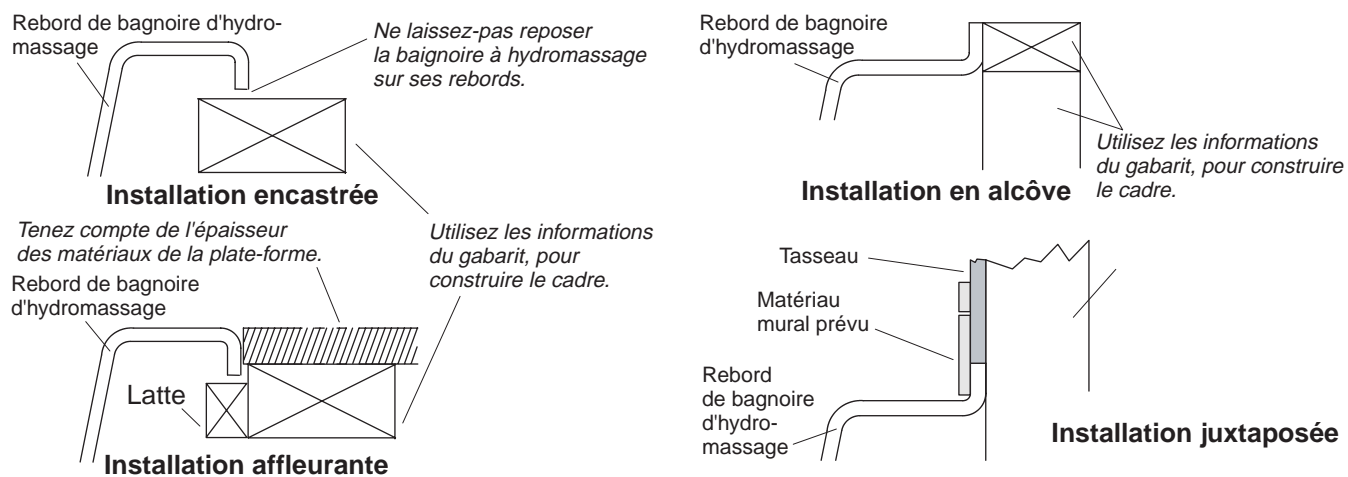 Rebord de bagnoire d'hydro-
massage
Ne laissez-pas reposer
la baignoire à hydromassage
sur ses rebords.
Installation encastrée
Tenez compte de l'épaisseur
des matériaux de la plate-forme.
Utilisez les informations
du gabarit, pour
construire le cadre.
Rebord de bagnoire
d'hydromassage
Latte
Installation affleurante
Rebord de bagnoire
d'hydromassage
Utilisez les informations
du gabarit, pour construire
le cadre.
Installation en alcôve
Tasseau
Matériau
mural prévu
Rebord
de bagnoire
d'hydro-
massage
Installation juxtaposée